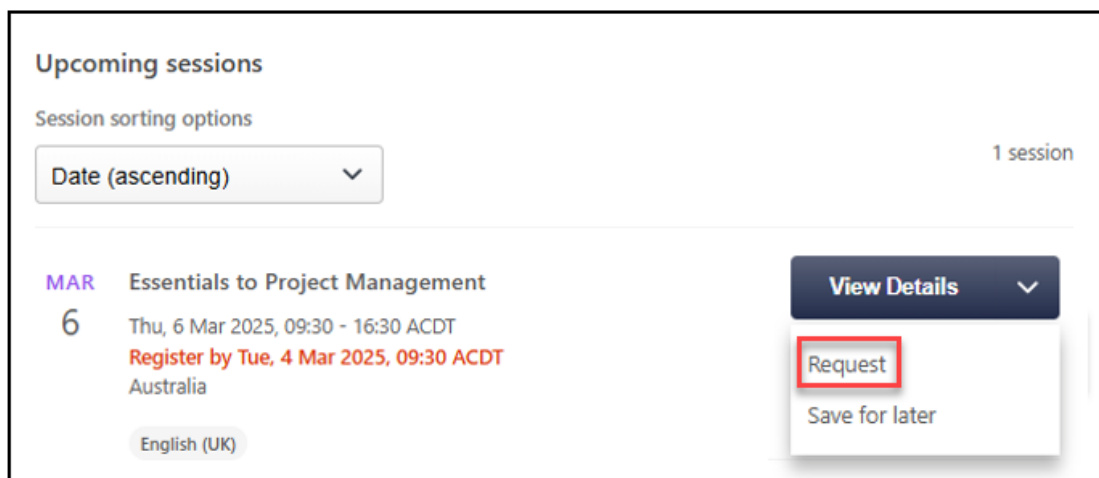 Upcoming sessions
Session sorting options
Date (ascending)
1 session
MAR
6
Essentials to Project Management
Thu, 6 Mar 2025, 09:30 - 16:30 ACDT
Register by Tue, 4 Mar 2025, 09:30 ACDT
Australia
English (UK)
View Details
Request
Save for later